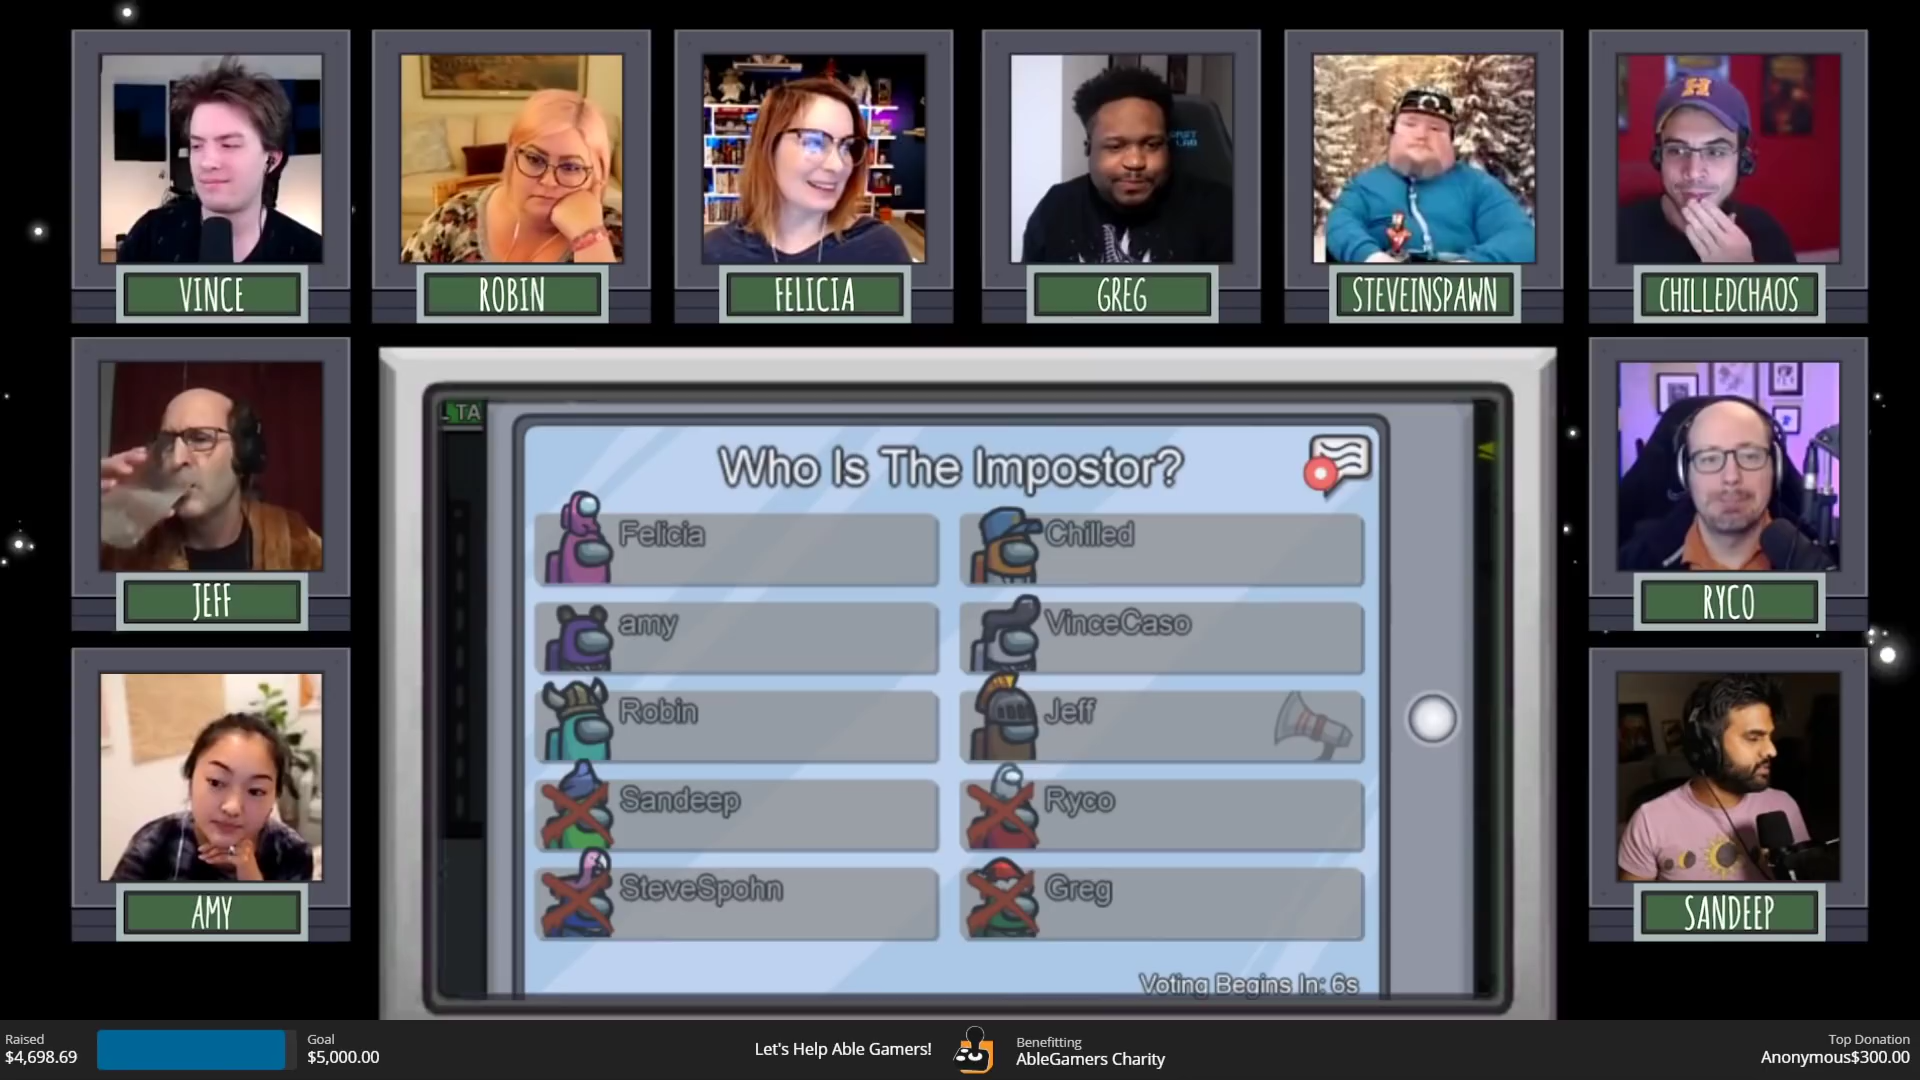 VINCE
ROBIN
FELICIA
GREG
STEVEINSPAWN
CHILLEDCHAOS
JEFF
RYCO
AMY
SANDEEP
TA
Who Is The Impostor?
Felicia
Chilled
amy
VinceCaso
Robin
Jeff
Sandeep
Ryco
SteveSpohn
Greg
Voting Begins In: 6s
Raised
$4,698.69
Goal
$5,000.00
Let's Help Able Gamers!
Benefitting
AbleGamers Charity
Top Donation
Anonymous$300.00